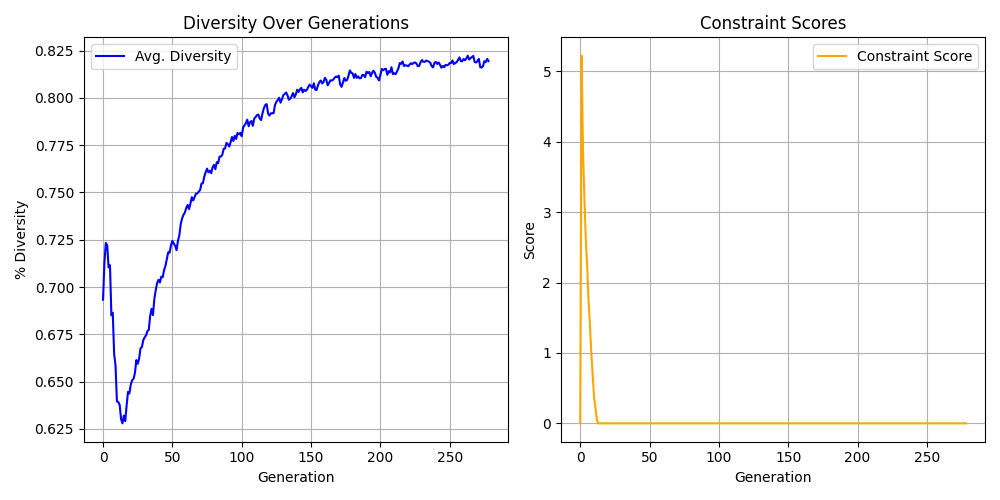 Diversity Over Generations
Avg. Diversity
% Diversity
0.825
0.800
0.775
0.750
0.725
0.700
0.675
0.650
0.625
0 50 100 150 200 250
Generation
Constraint Scores
Constraint Score
Score
5
4
3
2
1
0
0 50 100 150 200 250
Generation